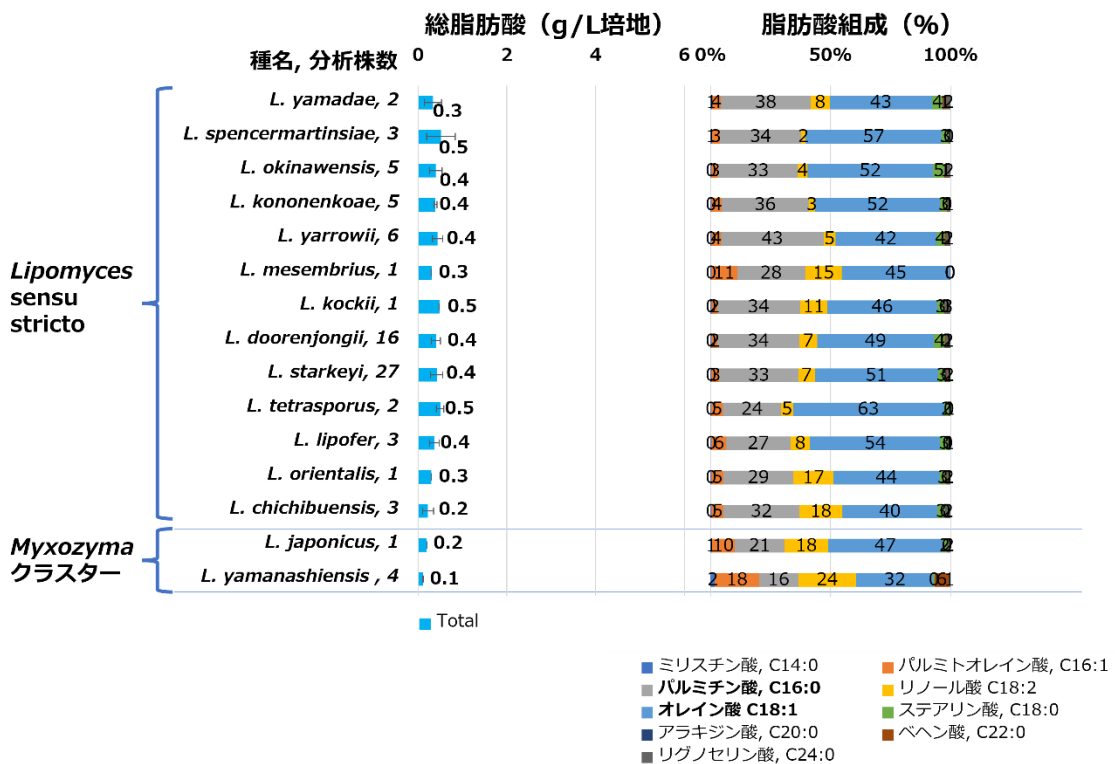 総脂肪酸（g/L培地） 脂肪酸組成（%）
種名, 分析株数 0 2 4 6 0% 50% 100%
L. yamadae, 2 0.3 38 8 43
L. spencermartinsiae, 3 0.5 34 2 57
L. okinawensis, 5 0.4 33 4 52
L. kononenkoae, 5 0.4 36 3 52
L. yarrowii, 6 0.4 43 5 42
L. mesembrius, 1 0.3 0 11 28 15 45 0
L. kockii, 1 0.5 34 11 46
L. doorenjongii, 16 0.4 34 7 49
L. starkeyi, 27 0.4 33 7 51
L. tetrasporus, 2 0.5 24 5 63
L. lipofer, 3 0.4 27 8 54
L. orientalis, 1 0.3 29 17 44
L. chichibuensis, 3 0.2 32 18 40
L. japonicus, 1 0.2 1 10 21 18 47
L. yamanashiensis , 4 0.1 2 18 16 24 32
Lipomyces
sensu
stricto
Myxozyma
クラスター
Total
ミリスチン酸, C14:0 パルミトオレイン酸, C16:1
パルミチン酸, C16:0 リノール酸 C18:2
オレイン酸 C18:1 ステアリン酸, C18:0
アラキジン酸, C20:0 ベヘン酸, C22:0
リグノセリン酸, C24:0